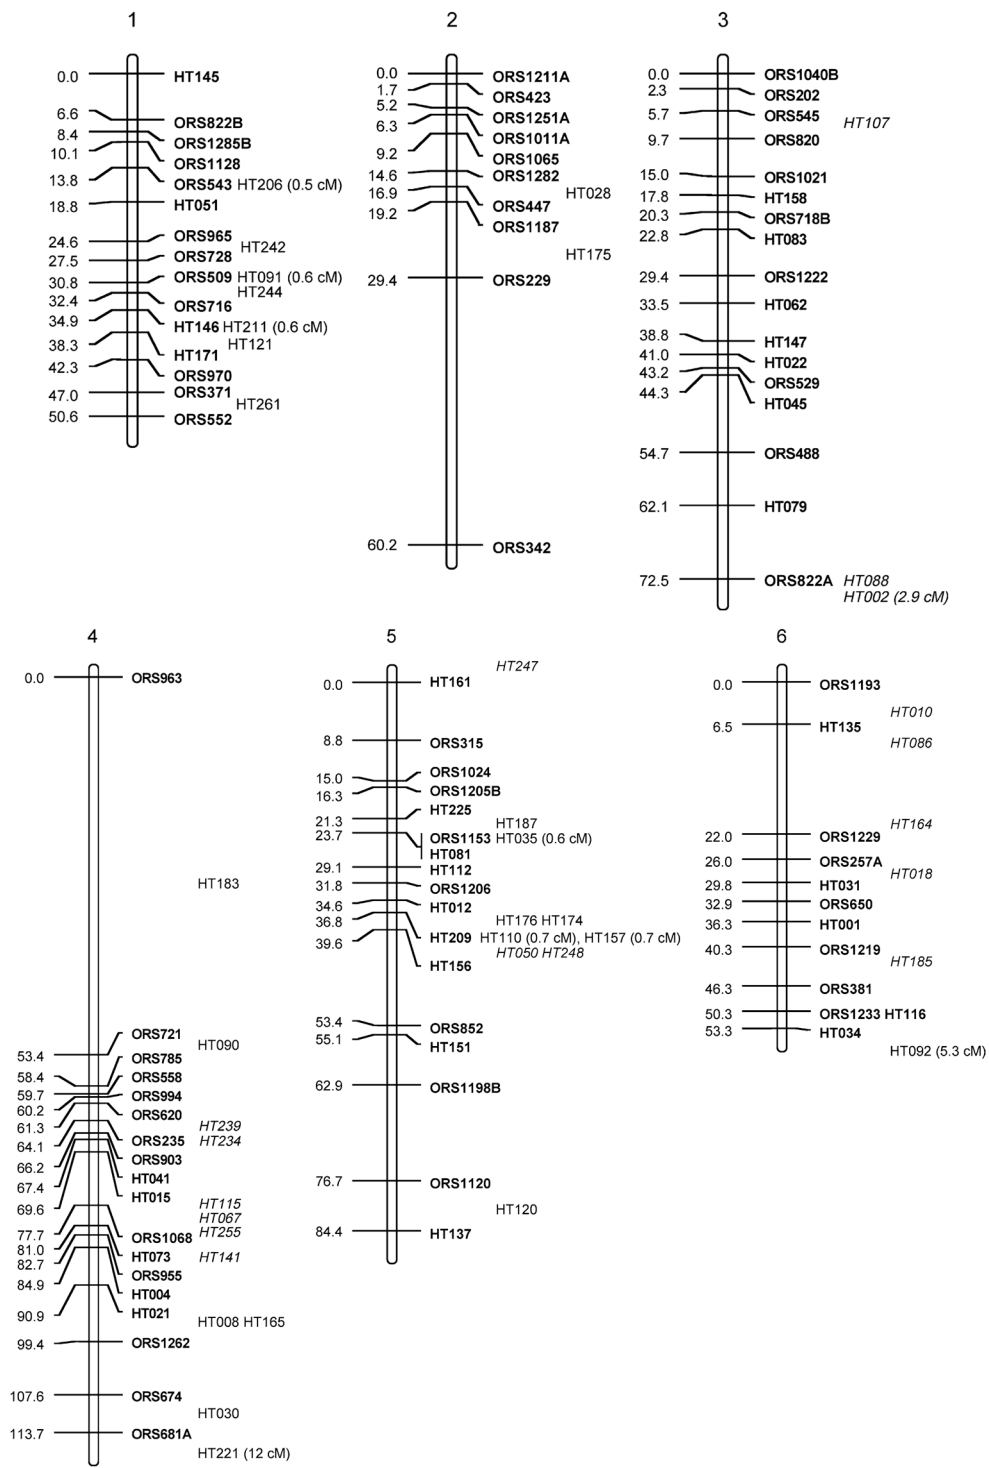 1
0.0 HT145
6.6 ORS822B
8.4 ORS1285B
10.1 ORS1128
13.8 ORS543 HT206 (0.5 cM)
18.8 HT051
24.6 ORS965
HT242
27.5 ORS728
30.8 ORS509 HT091 (0.6 cM)
HT244
32.4 ORS716
34.9 HT146 HT211 (0.6 cM)
HT121
38.3 HT171
42.3 ORS970
47.0 ORS371
HT261
50.6 ORS552
2
0.0 ORS1211A
1.7 ORS423
5.2 ORS1251A
6.3 ORS1011A
9.2 ORS1065
14.6 ORS1282
HT028
16.9 ORS447
19.2 ORS1187
HT175
29.4 ORS229
60.2 ORS342
3
0.0 ORS1040B
2.3 ORS202
5.7 ORS545
HT107
9.7 ORS820
15.0 ORS1021
17.8 HT158
20.3 ORS718B
22.8 HT083
29.4 ORS1222
33.5 HT062
38.8 HT147
41.0 HT022
43.2 ORS529
44.3 HT045
54.7 ORS488
62.1 HT079
72.5 ORS822A HT088
HT002 (2.9 cM)
4
0.0 ORS963
HT183
53.4 ORS721
HT090
58.4 ORS785
59.7 ORS558
60.2 ORS994
61.3 ORS620
HT239
64.1 ORS235 HT234
66.2 ORS903
67.4 HT041
69.6 HT015
HT115
HT067
77.7 ORS1068 HT255
81.0 HT073 HT141
82.7 ORS955
84.9 HT004
90.9 HT021
HT008 HT165
99.4 ORS1262
107.6 ORS674
HT030
113.7 ORS681A
HT221 (12 cM)
5
HT247
0.0 HT161
8.8 ORS315
15.0 ORS1024
16.3 ORS1205B
21.3 HT225
HT187
23.7 ORS1153 HT035 (0.6 cM)
HT081
29.1 HT112
31.8 ORS1206
34.6 HT012
HT176 HT174
36.8 HT209 HT110 (0.7 cM), HT157 (0.7 cM)
HT050 HT248
39.6 HT156
53.4 ORS852
55.1 HT151
62.9 ORS1198B
76.7 ORS1120
HT120
84.4 HT137
6
0.0 ORS1193
HT010
6.5 HT135
HT086
HT164
22.0 ORS1229
26.0 ORS257A
HT018
29.8 HT031
32.9 ORS650
36.3 HT001
40.3 ORS1219
HT185
46.3 ORS381
50.3 ORS1233 HT116
53.3 HT034
HT092 (5.3 cM)